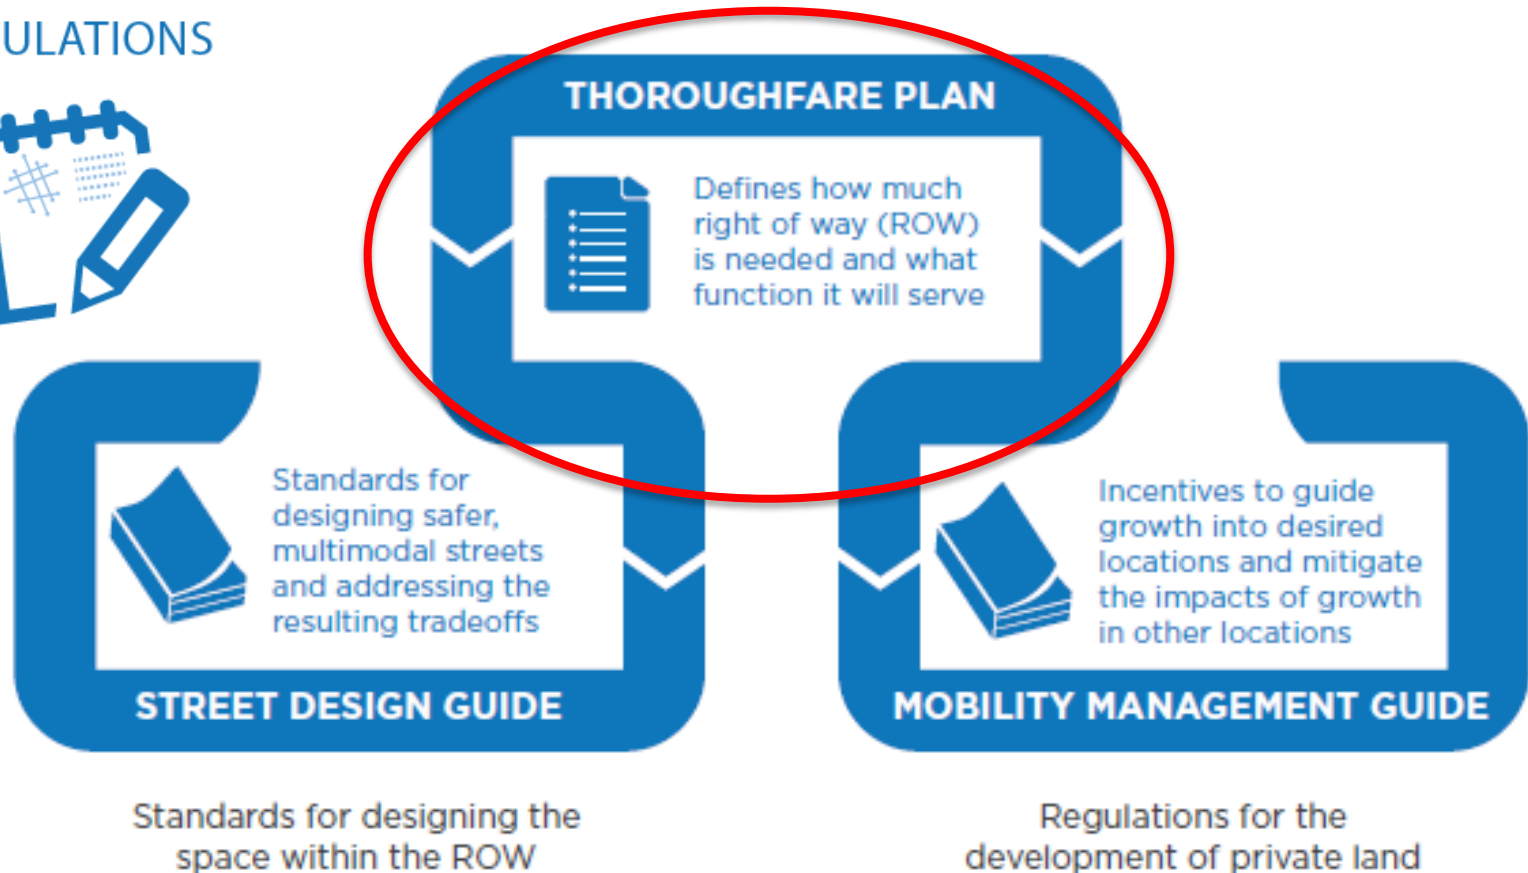 ULATIONS
THOROUGHFARE PLAN
Defines how much
right of way (ROW)
is needed and what
function it will serve
Standards for
designing safer,
multimodal streets
and addressing the
resulting tradeoffs
STREET DESIGN GUIDE
Standards for designing the
space within the ROW
Incentives to guide
growth into desired
locations and mitigate
the impacts of growth
in other locations
MOBILITY MANAGEMENT GUIDE
Regulations for the
development of private land